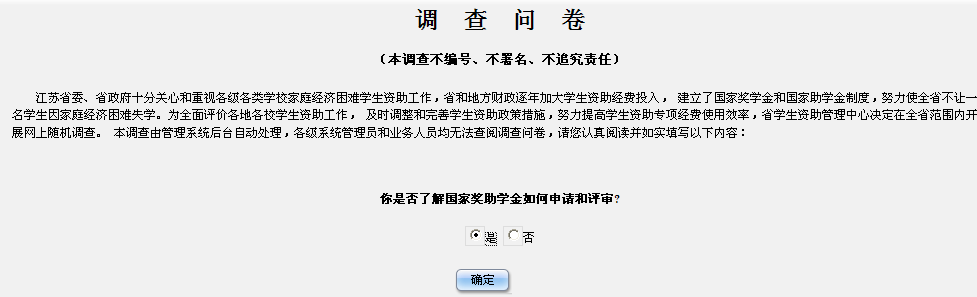 调 查 问 卷
（本调查不编号、不署名、不追究责任）
江苏省委、省政府十分关心和重视各级各类学校家庭经济困难学生资助工作，省和地方财政逐年加大学生资助经费投入， 建立了国家奖学金和国家助学金制度，努力使全省不让一
名学生因家庭经济困难失学。为全面评价各地各校学生资助工作， 及时调整和完善学生资助政策措施，努力提高学生资助专项经费使用效率，省学生资助管理中心决定在全省范围内开
展网上随机调查。 本调查由管理系统后台自动处理，各级系统管理员和业务人员均无法查阅调查问卷，请您认真阅读并如实填写以下内容：
你是否了解国家奖助学金如何申请和评审?
是 否
确定